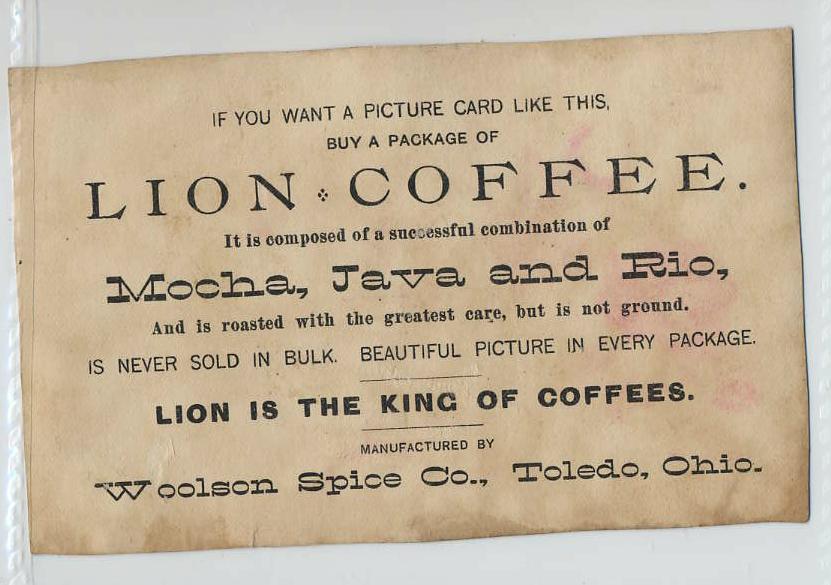 IF YOU WANT A PICTURE CARD LIKE THIS,
BUY A PACKAGE OF
LION COFFEE.
It is composed of a successful combination of
Mocha, Java and Rio,
And is roasted with the greatest care, but is not ground.
IS NEVER SOLD IN BULK. BEAUTIFUL PICTURE IN EVERY PACKAGE.
LION IS THE KING OF COFFEES.
MANUFACTURED BY
Woolson Spice Co., Toledo, Ohio.